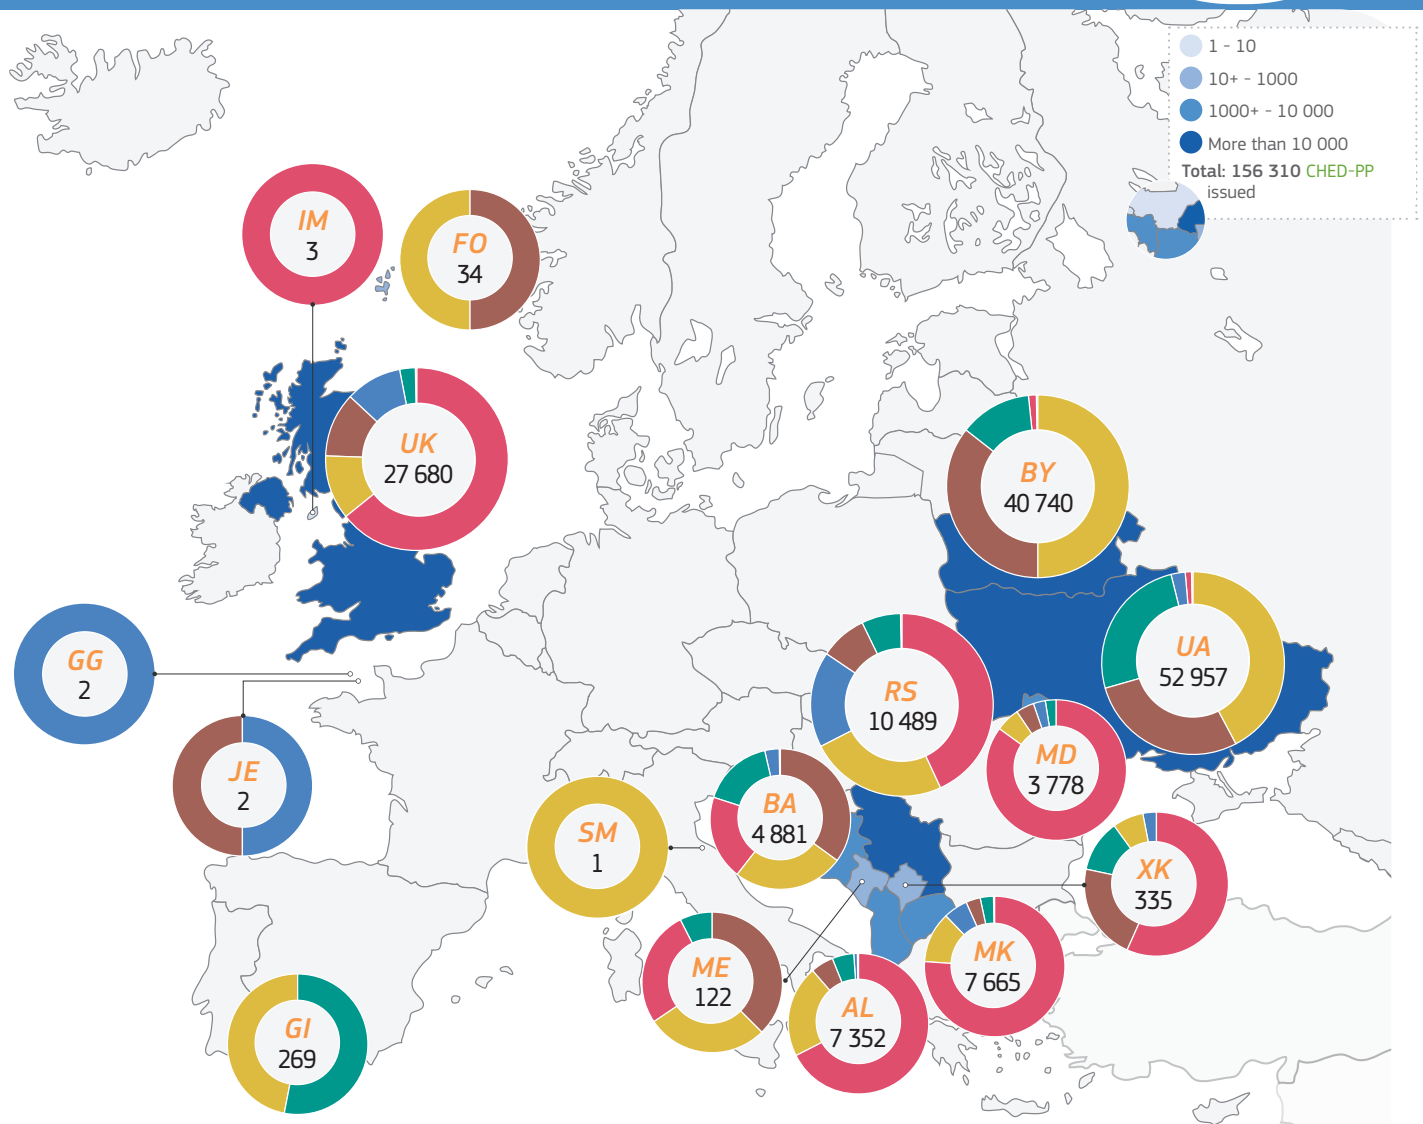 1 - 10
10+ - 1000
1000+ - 10 000
More than 10 000
Total: 156 310 CHED-PP
issued
IM
3
FO
34
UK
27 680
BY
40 740
GG
2
UA
52 957
RS
10 489
JE
2
MD
3 778
BA
4 881
SM
1
XK
335
ME
122
MK
7 665
AL
7 352
GI
269